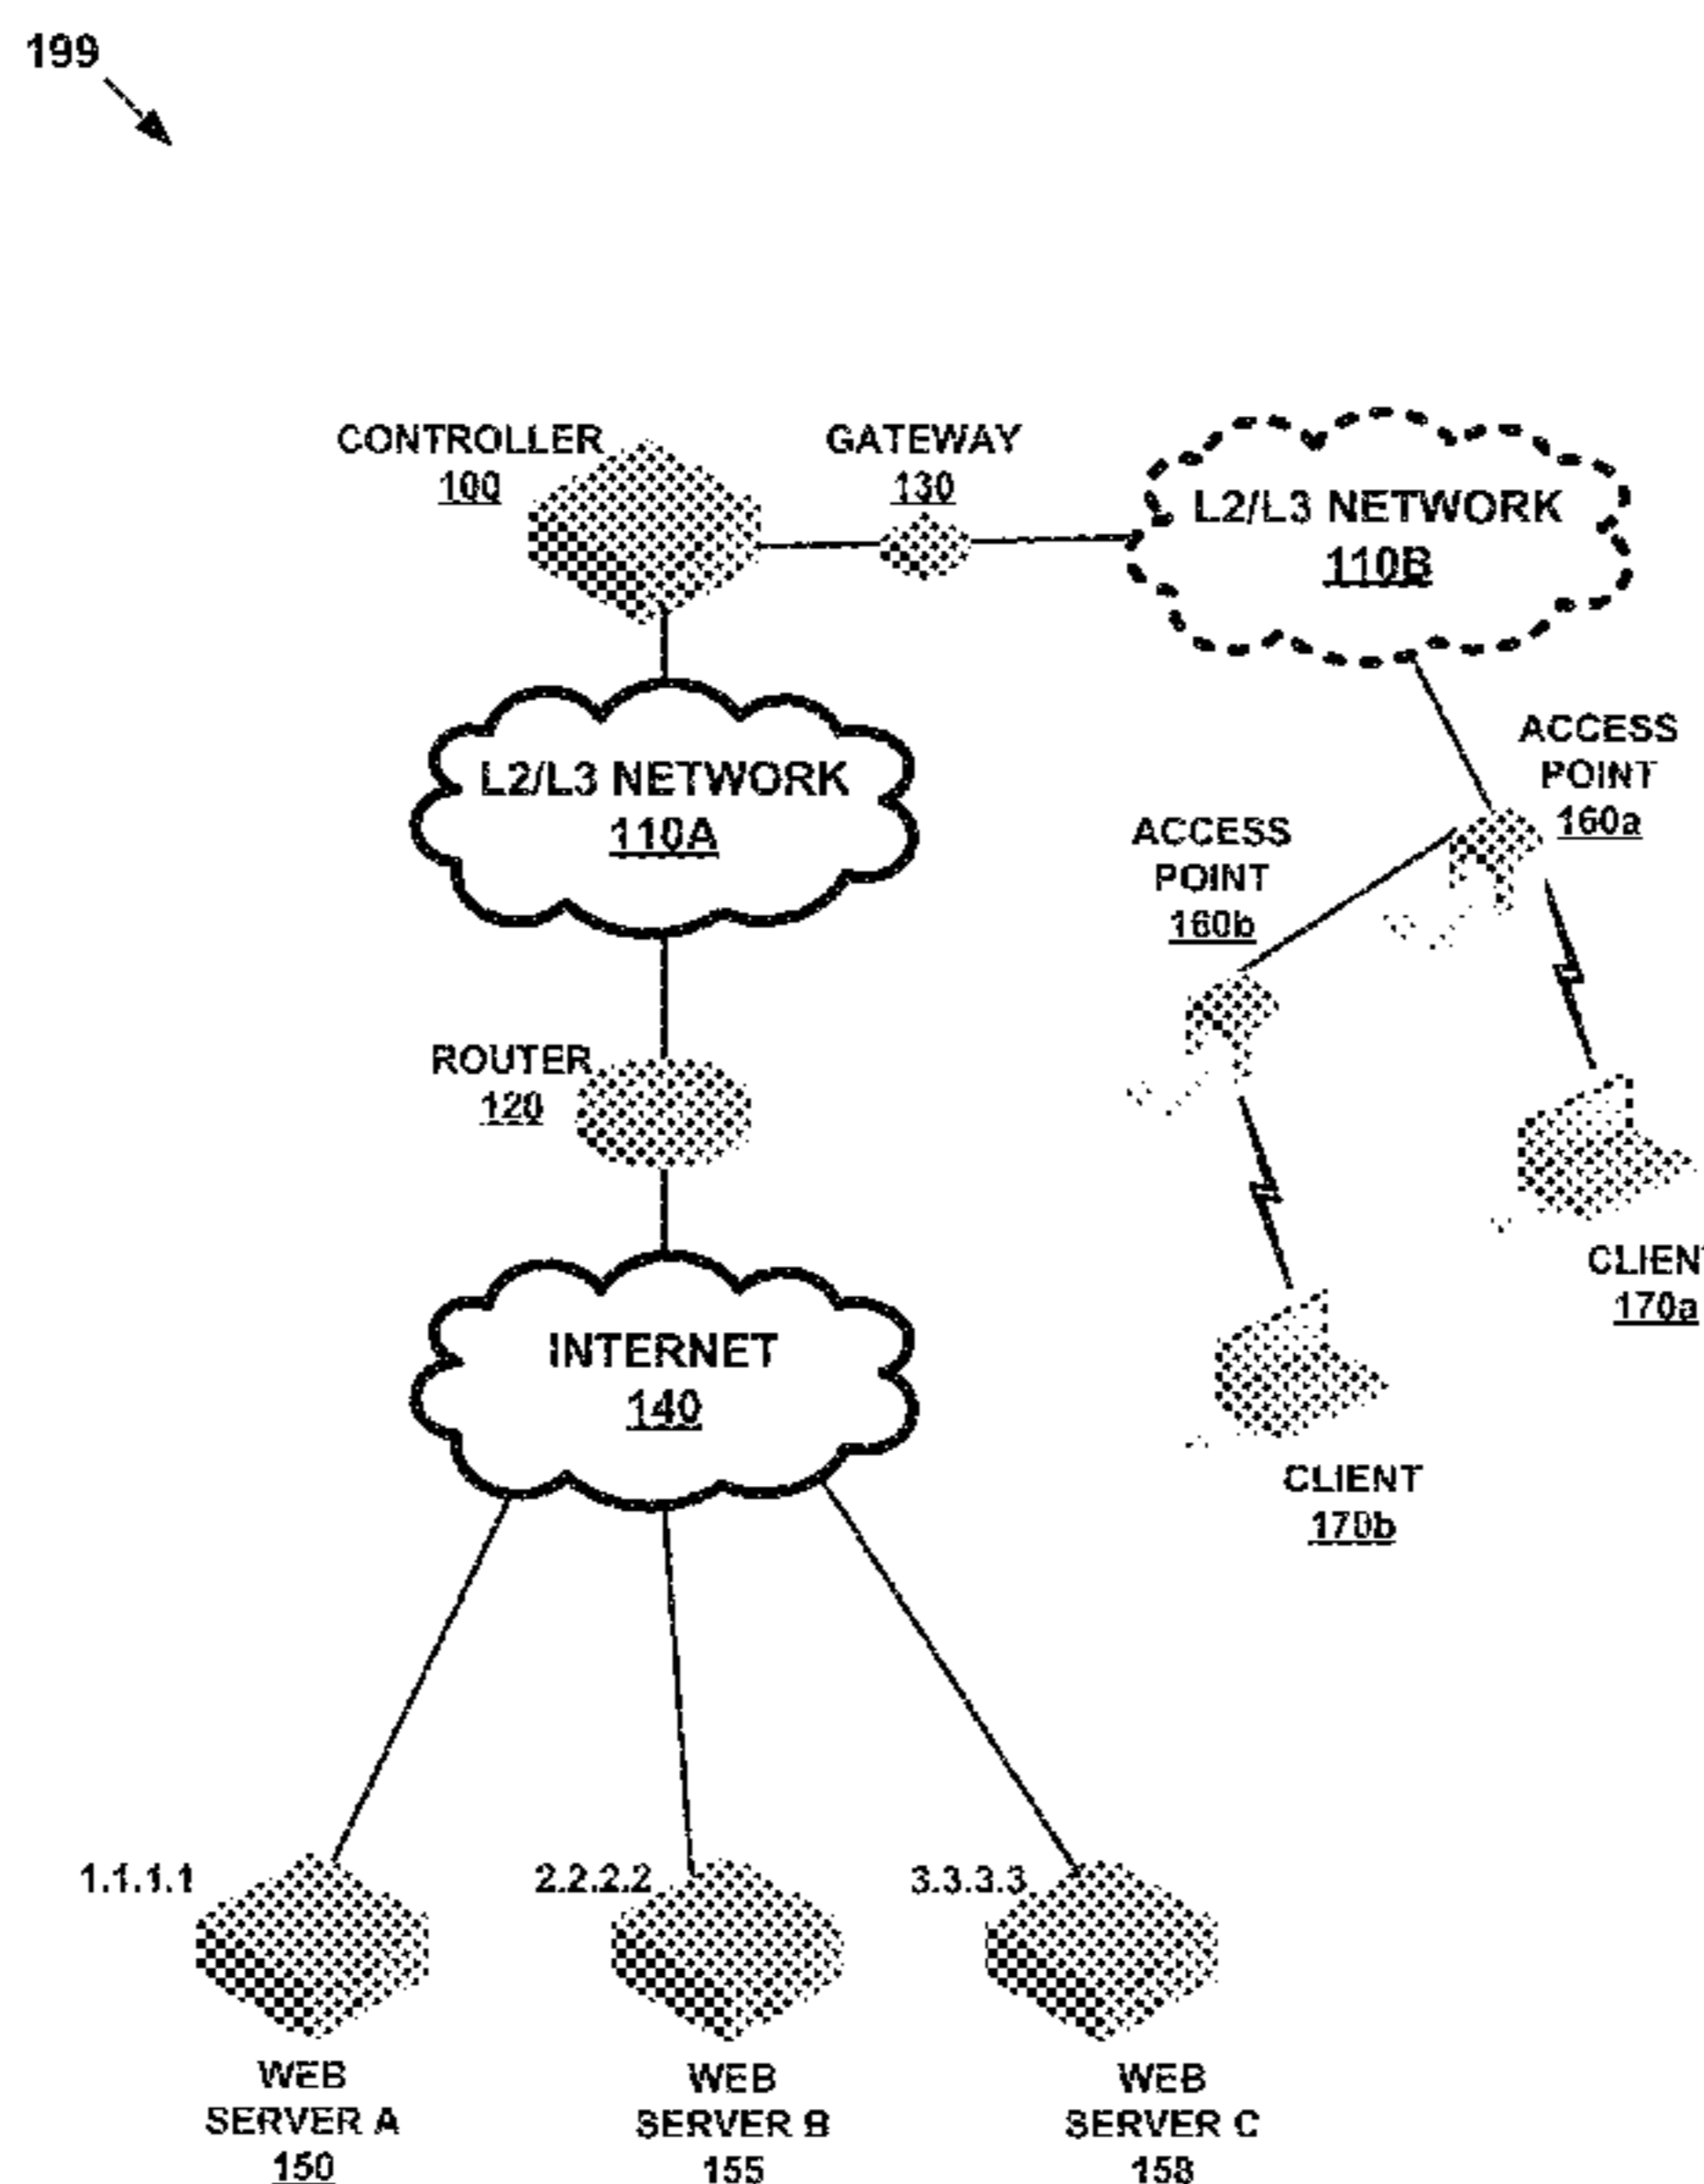 199
CONTROLLER
100
GATEWAY
130
L2/L3 NETWORK
110B
L2/L3 NETWORK
110A
ACCESS
POINT
160a
ACCESS
POINT
160b
ROUTER
120
CLIENT
170a
INTERNET
140
CLIENT
170b
1.1.1.1
2.2.2.2
3.3.3.3
WEB
SERVER A
150
WEB
SERVER B
155
WEB
SERVER C
158